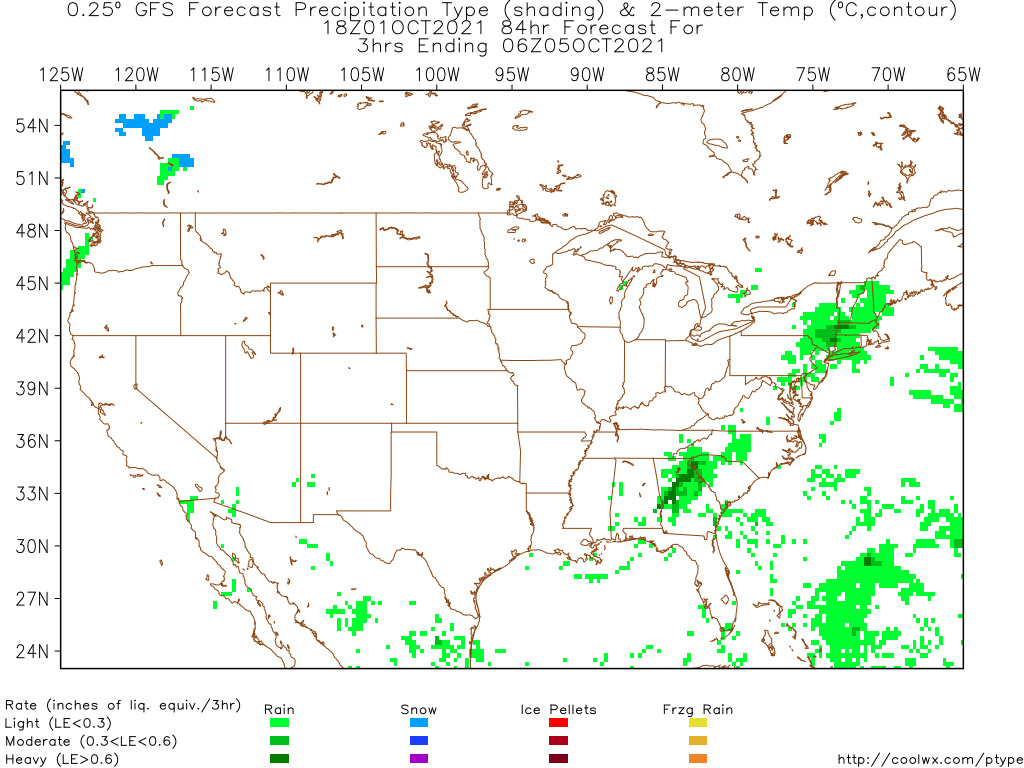 0.25º GFS Forecast Precipitation Type (shading) & 2-meter Temp (ºC,contour)
18Z01OCT2021 84hr Forecast For
3hrs Ending 06Z05OCT2021
125W 120W 115W 110W 105W 100W 95W 90W 85W 80W 75W 70W 65W
54N
51N
48N
45N
42N
39N
36N
33N
30N
27N
24N
Rate (inches of liq. equiv./3hr) Rain Snow Ice Pellets Frzg Rain
Light (LE<0.3)
Moderate (0.3<LE<0.6)
Heavy (LE>0.6) http://coolwx.com/ptype